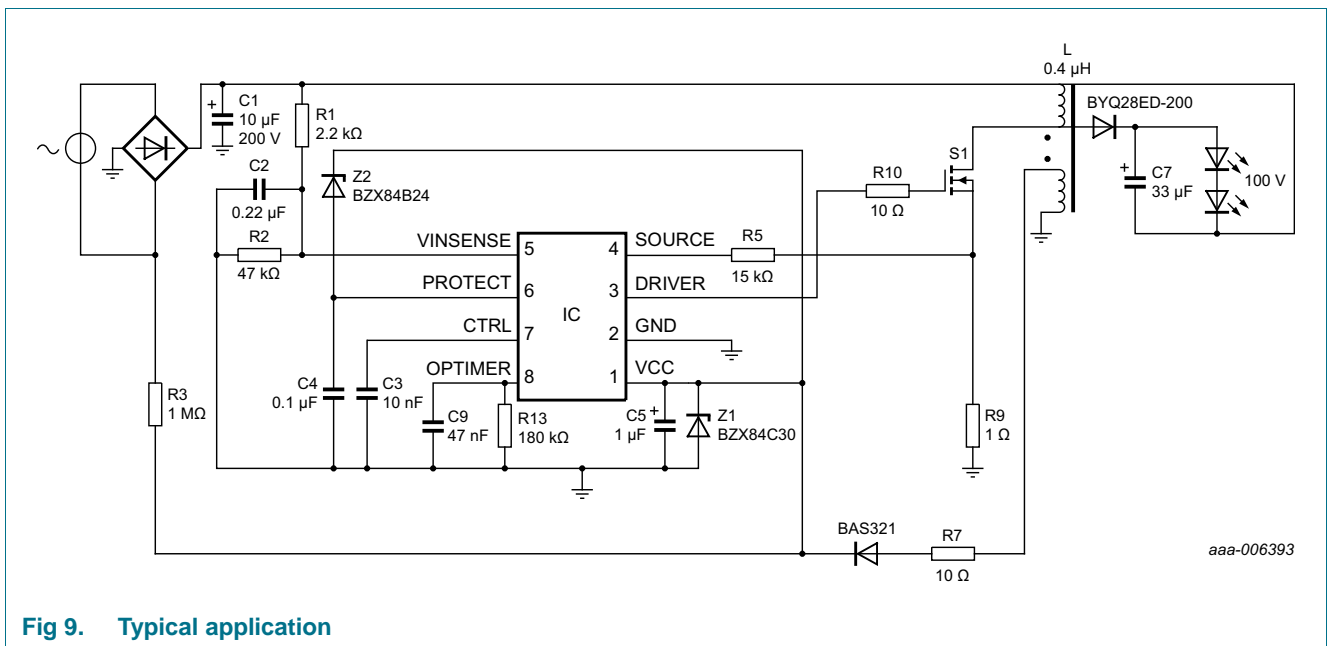 L
0.4 μH
C1
10 μF
200 V
R1
2.2 kΩ
BYQ28ED-200
C2
0.22 μF
Z2
BZX84B24
S1
R10
10 Ω
C7
33 μF
100 V
R2
47 kΩ
VINSENSE
5
4
SOURCE
R5
15 kΩ
PROTECT
6
3
DRIVER
IC
CTRL
7
2
GND
OPTIMER
8
1
VCC
R3
1 MΩ
C4
0.1 μF
C3
10 nF
C9
47 nF
R13
180 kΩ
C5
1 μF
Z1
BZX84C30
R9
1 Ω
BAS321
R7
10 Ω
aaa-006393
Fig 9. Typical application